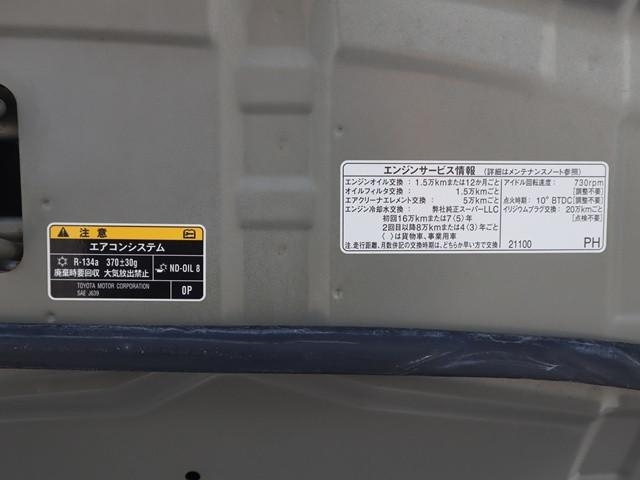 エンジンサービス情報 (詳細はメンテナンスノート参照)
エンジンオイル交換 : 1.5万kmまたは12か月ごと アイドル回転速度: 730rpm
オイルフィルタ交換 : 1.5万kmごと [調整不要]
エアクリーナエレメント交換 : 5万kmごと 点火時期: 10° BTDC [調整不要]
エンジン冷却水交換 : 弊社純正スーパーLLC イリジウムプラグ交換: 20万kmごと
初回16万kmまたは7(5)年 [点検不要]
2回目以降8万kmまたは4(3)年ごと
( )は貨物車、事業用車
走行距離、月数併記の交換時期は、どちらか早い方で交換 21100 PH
注意
エアコンシステム
R-134a 370±30g ND-OIL 8
廃棄時要回収 大気放出禁止
TOYOTA MOTOR CORPORATION
SAE J639 0P